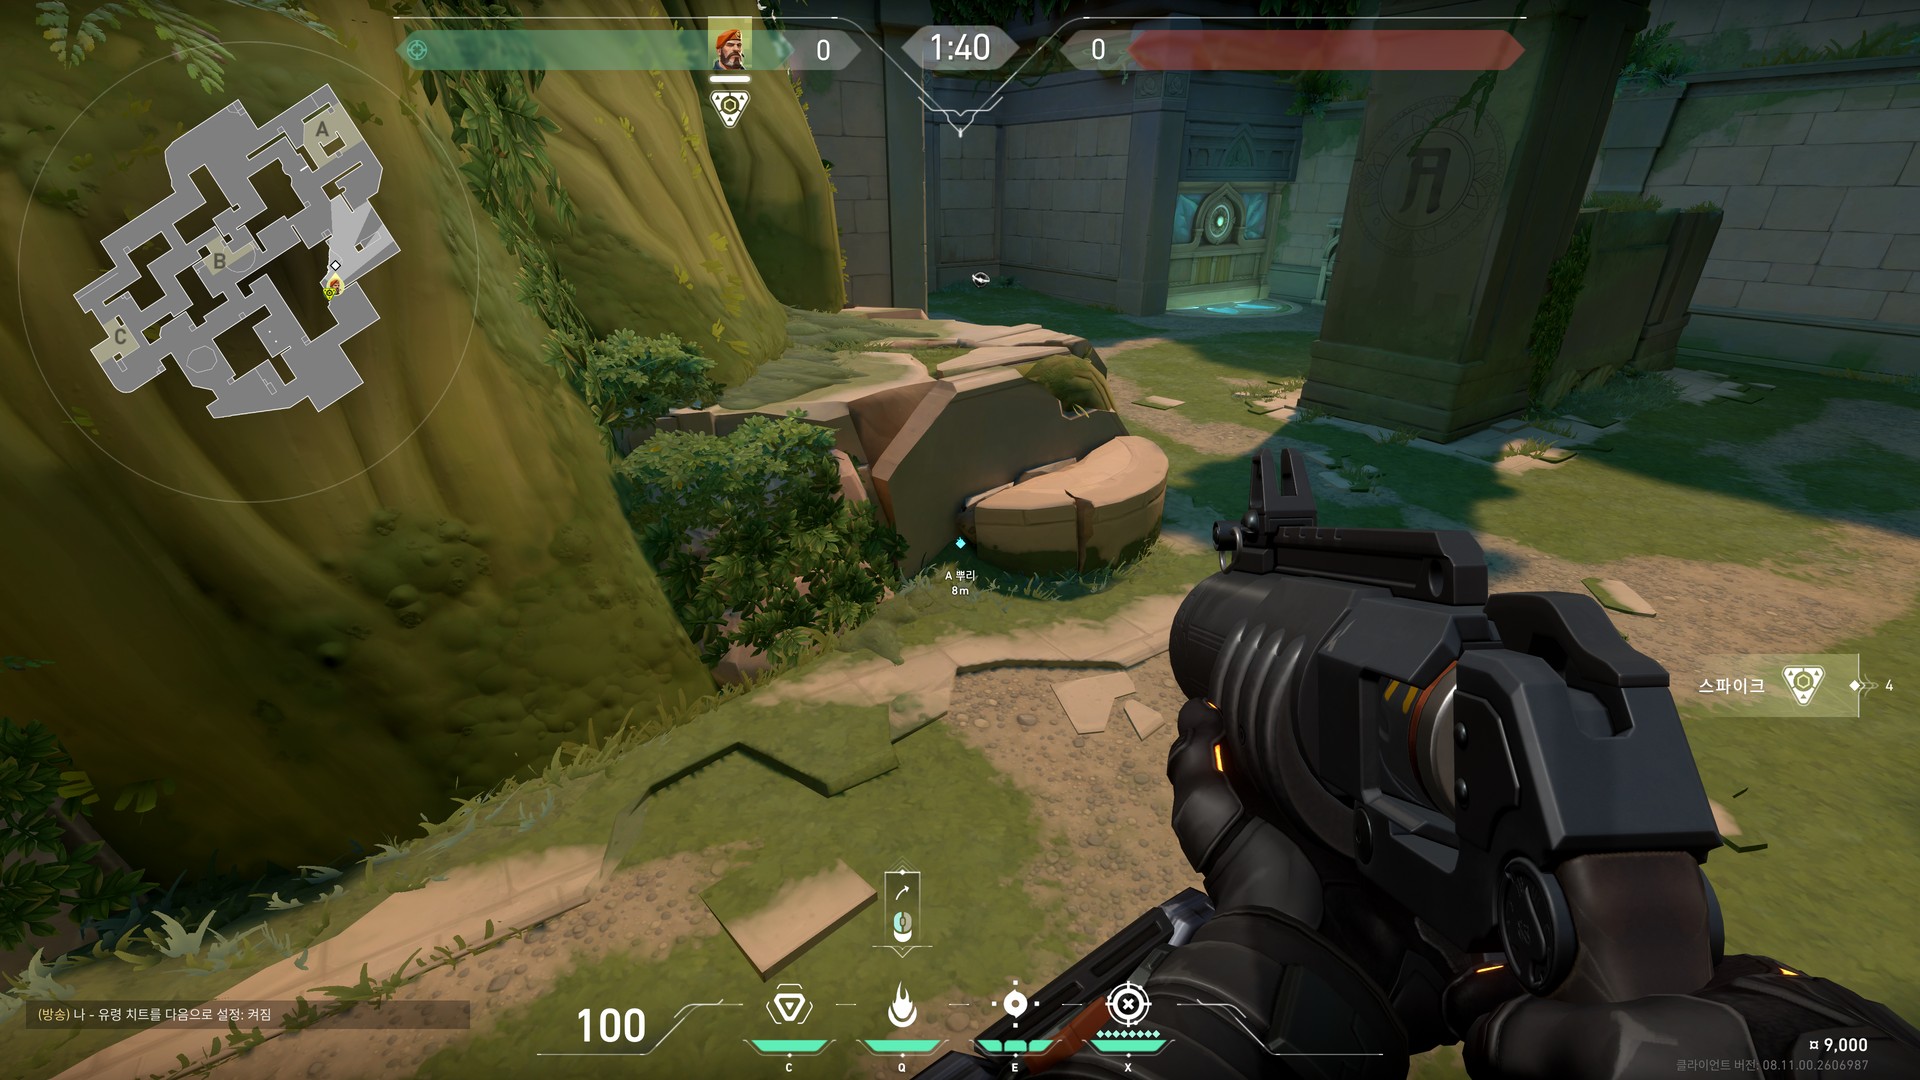 0
1:40
0
A
B
C
A 뿌리
8m
스파이크
4
(방송) 나 - 유령 치트를 다음으로 설정: 켜짐
100
C
Q
E
X
¤ 9,000
클라이언트 버전: 08.11.00.2606987